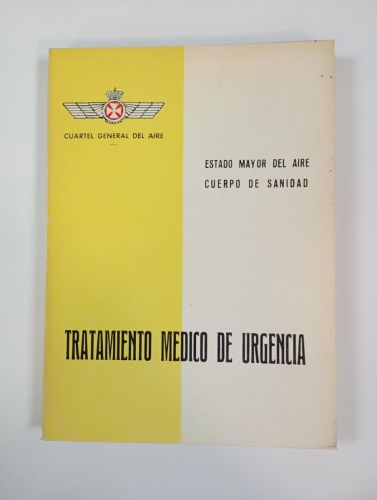 CUARTEL GENERAL DEL AIRE
ESTADO MAYOR DEL AIRE
CUERPO DE SANIDAD
TRATAMIENTO MEDICO DE URGENCIA